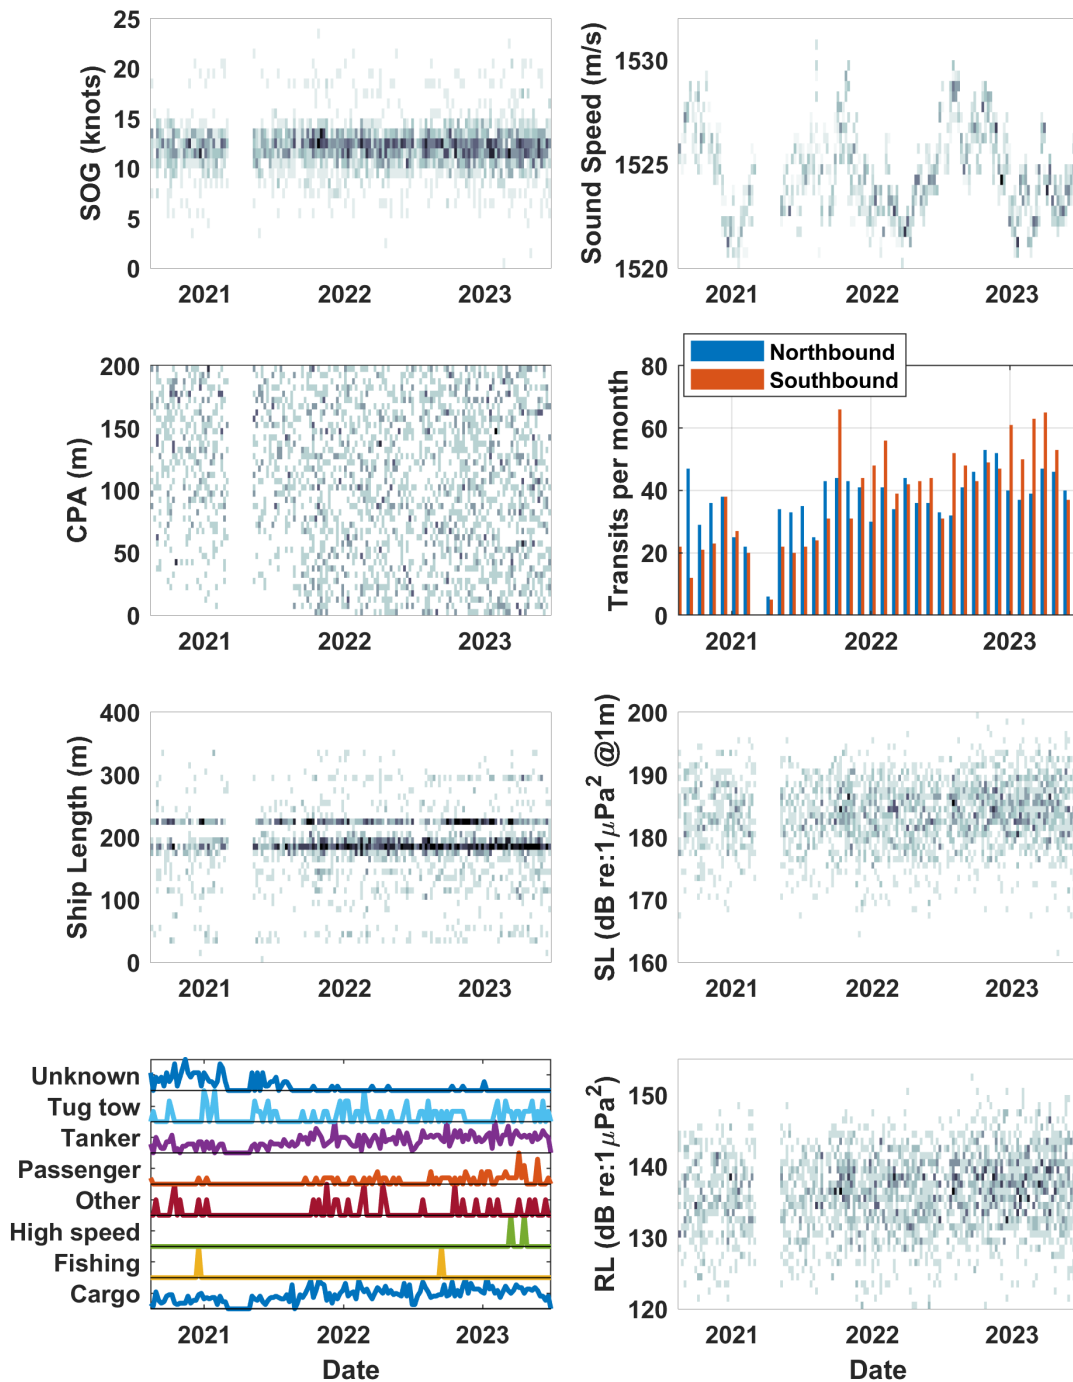 SOG (knots)
25
20
15
10
5
0
2021 2022 2023
Sound Speed (m/s)
1530
1525
1520
2021 2022 2023
CPA (m)
200
150
100
50
0
2021 2022 2023
Transits per month
80
60
40
20
0
Northbound
Southbound
2021 2022 2023
Ship Length (m)
400
300
200
100
0
2021 2022 2023
SL (dB re:1μPa² @1m)
200
190
180
170
160
2021 2022 2023
Unknown
Tug tow
Tanker
Passenger
Other
High speed
Fishing
Cargo
2021 2022 2023
Date
RL (dB re:1μPa²)
150
140
130
120
2021 2022 2023
Date